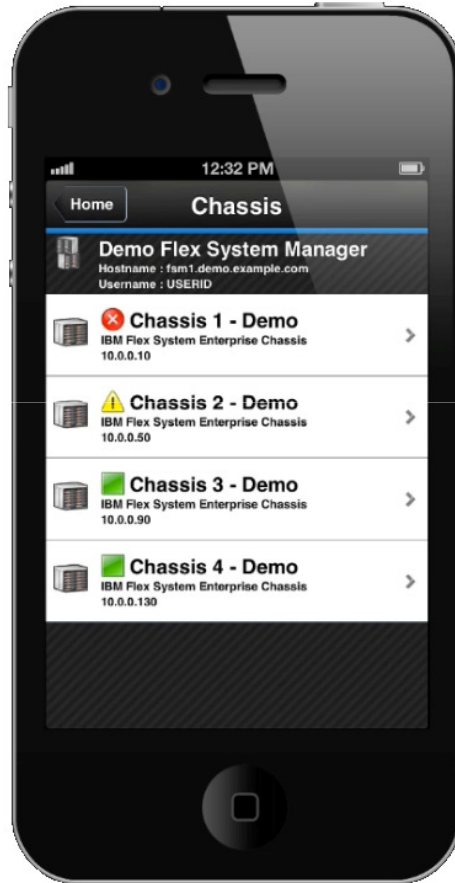 12:32 PM
Home
Chassis
Demo Flex System Manager
Hostname : fsm1.demo.example.com
Username : USERID
Chassis 1 - Demo
IBM Flex System Enterprise Chassis
10.0.0.10
Chassis 2 - Demo
IBM Flex System Enterprise Chassis
10.0.0.50
Chassis 3 - Demo
IBM Flex System Enterprise Chassis
10.0.0.90
Chassis 4 - Demo
IBM Flex System Enterprise Chassis
10.0.0.130